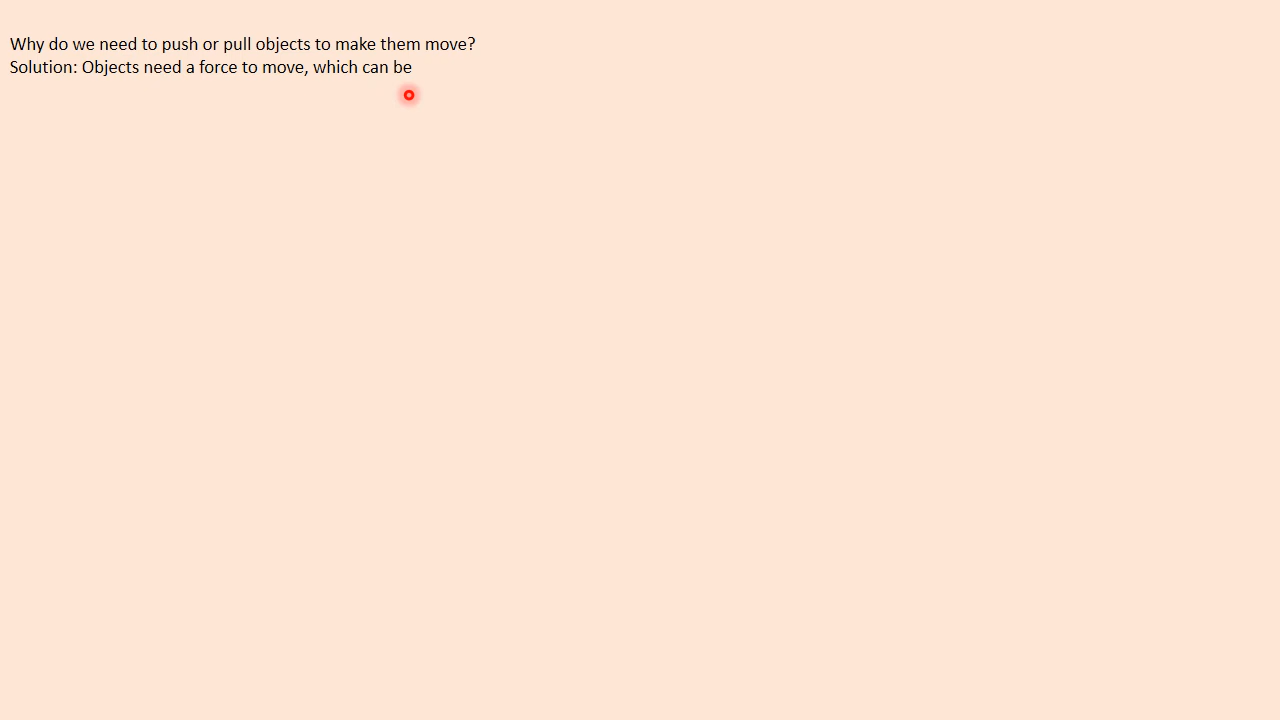 Why do we need to push or pull objects to make them move?
Solution: Objects need a force to move, which can be